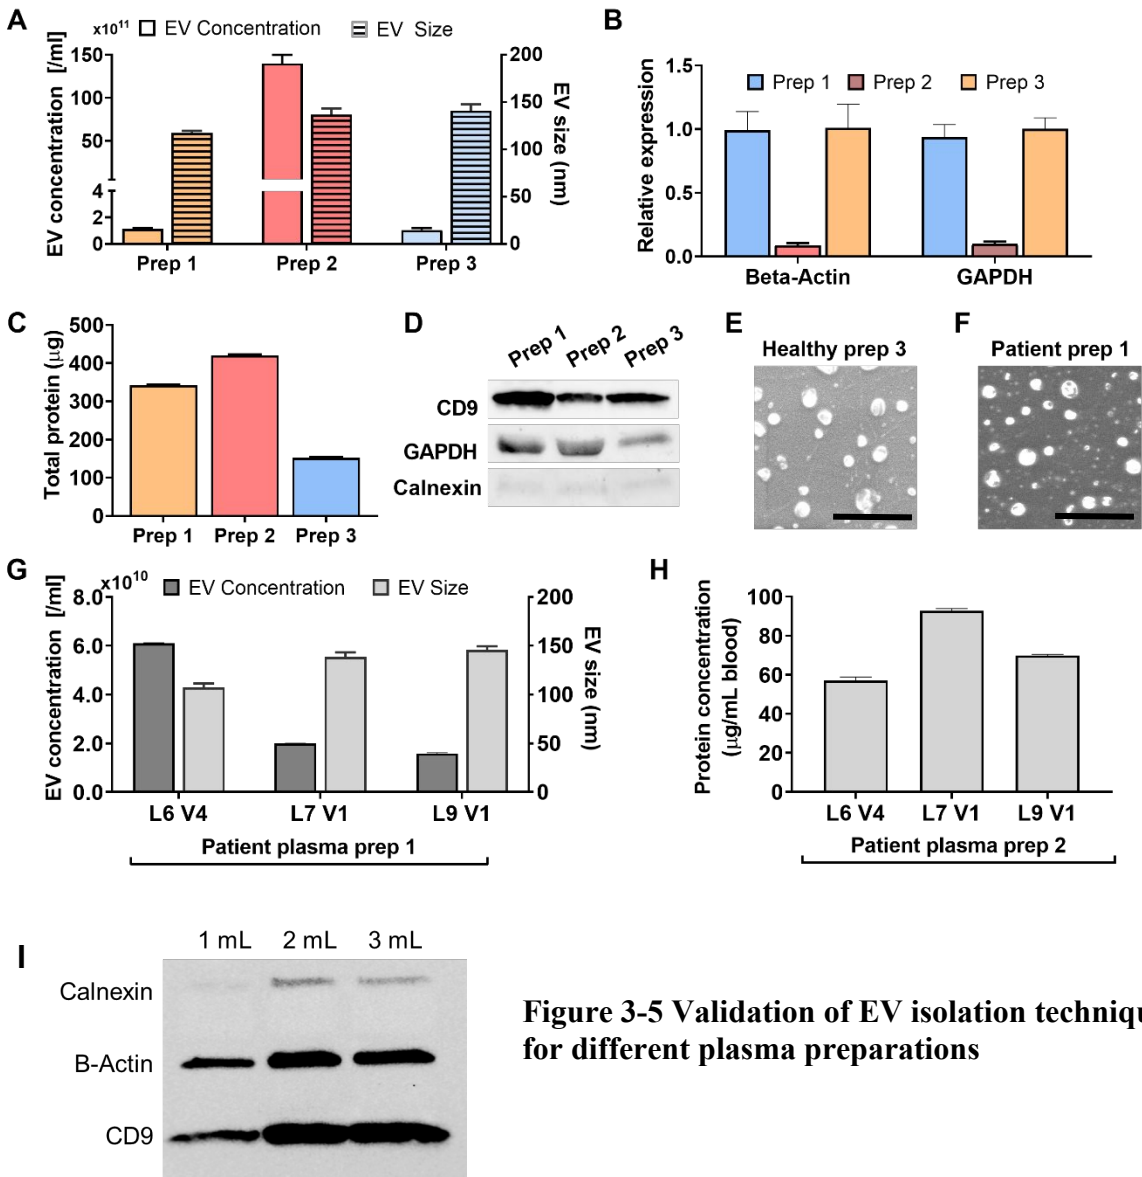 A
x10¹¹
EV Concentration
EV Size
EV concentration [/ml]
150
100
50
4
2
0
200
150
100
50
0
EV size (nm)
Prep 1
Prep 2
Prep 3
B
Prep 1
Prep 2
Prep 3
Relative expression
1.5
1.0
0.5
0.0
Beta-Actin
GAPDH
C
Total protein (μg)
500
400
300
200
100
0
Prep 1
Prep 2
Prep 3
D
Prep 1
Prep 2
Prep 3
CD9
GAPDH
Calnexin
E
Healthy prep 3
F
Patient prep 1
G
x10¹⁰
EV Concentration
EV Size
EV concentration [/ml]
8.0
6.0
4.0
2.0
0.0
200
150
100
50
0
EV size (nm)
L6 V4
L7 V1
L9 V1
Patient plasma prep 1
H
Protein concentration
(μg/mL blood)
100
80
60
40
20
0
L6 V4
L7 V1
L9 V1
Patient plasma prep 2
I
1 mL
2 mL
3 mL
Calnexin
B-Actin
CD9
Figure 3-5 Validation of EV isolation techniqu
for different plasma preparations